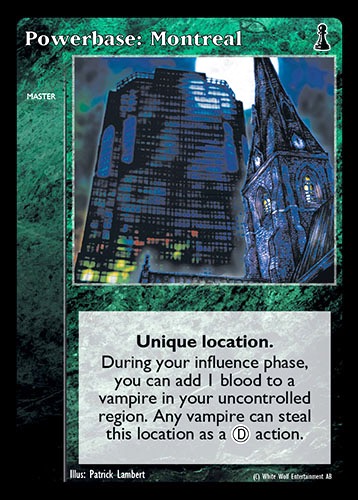 Powerbase: Montreal
MASTER
Unique location.
During your influence phase,
you can add 1 blood to a
vampire in your uncontrolled
region. Any vampire can steal
this location as a Ⓓ action.
Illus: Patrick Lambert
(C) White Wolf Entertainment AB